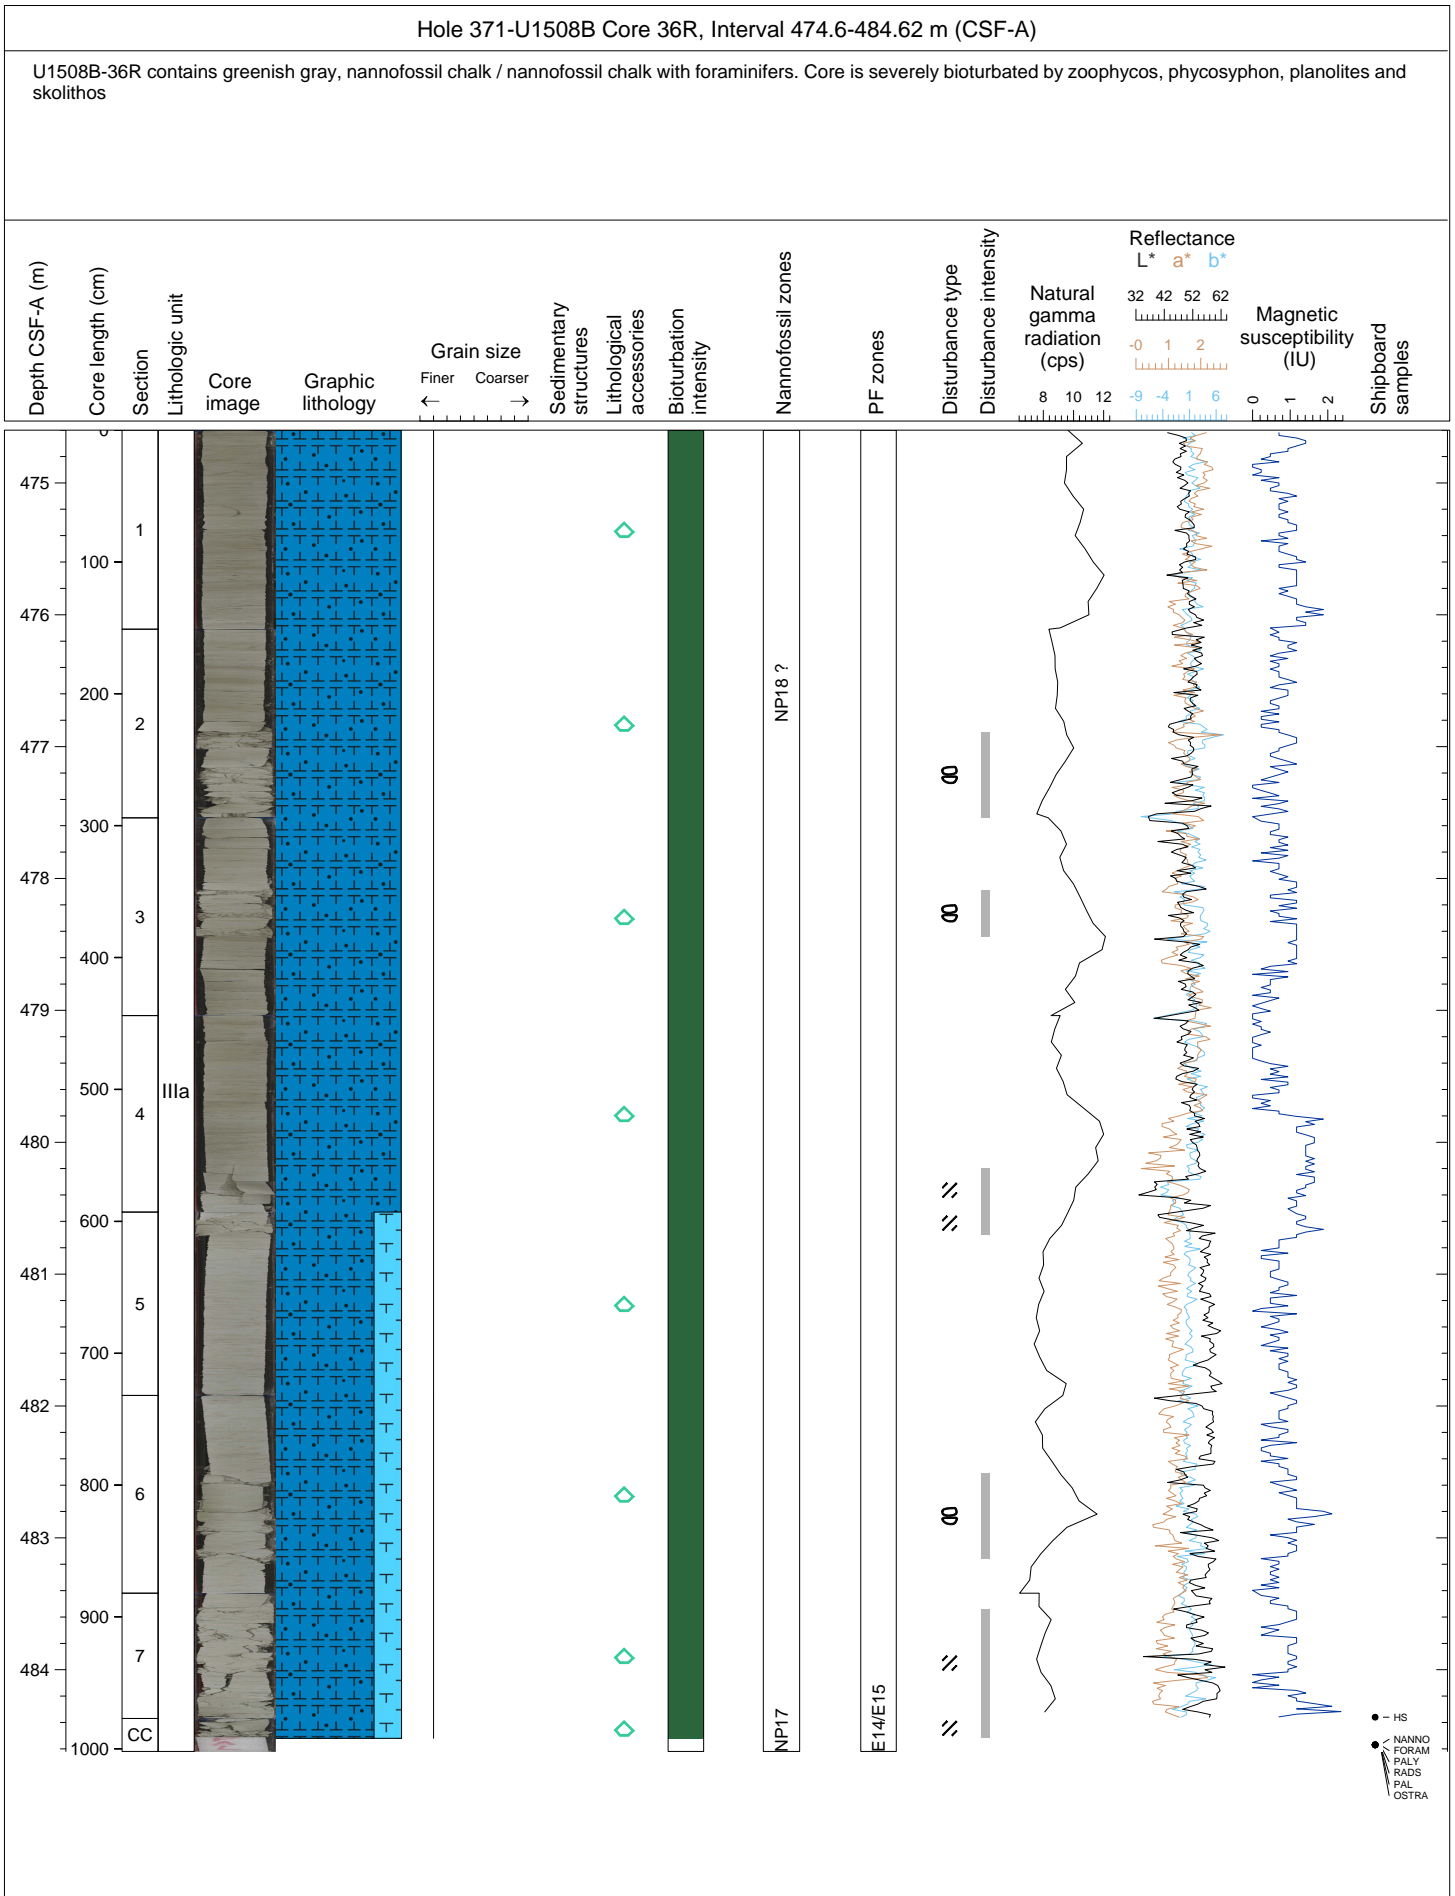 Hole 371-U1508B Core 36R, Interval 474.6-484.62 m (CSF-A)
U1508B-36R contains greenish gray, nannofossil chalk / nannofossil chalk with foraminifers. Core is severely bioturbated by zoophycos, phycosyphon, planolites and
skolithos
Depth CSF-A (m)
Core length (cm)
Section
Lithologic unit
Core
image
Graphic
lithology
Grain size
Finer Coarser
← →
Sedimentary
structures
Lithological
accessories
Bioturbation
intensity
Nannofossil zones
PF zones
Disturbance type
Disturbance intensity
Natural
gamma
radiation
(cps)
8 10 12
Reflectance
L* a* b*
32 42 52 62
-0 1 2
-9 -4 1 6
Magnetic
susceptibility
(IU)
0 1 2
Shipboard
samples
0
475
1
100
476
200
NP18 ?
2
477
300
478
3
400
479
500
IIIa
4
480
600
481
5
700
482
800
6
483
900
7
484
NP17
E14/E15
CC
1000
HS
NANNO
FORAM
PALY
RADS
PAL
OSTRA